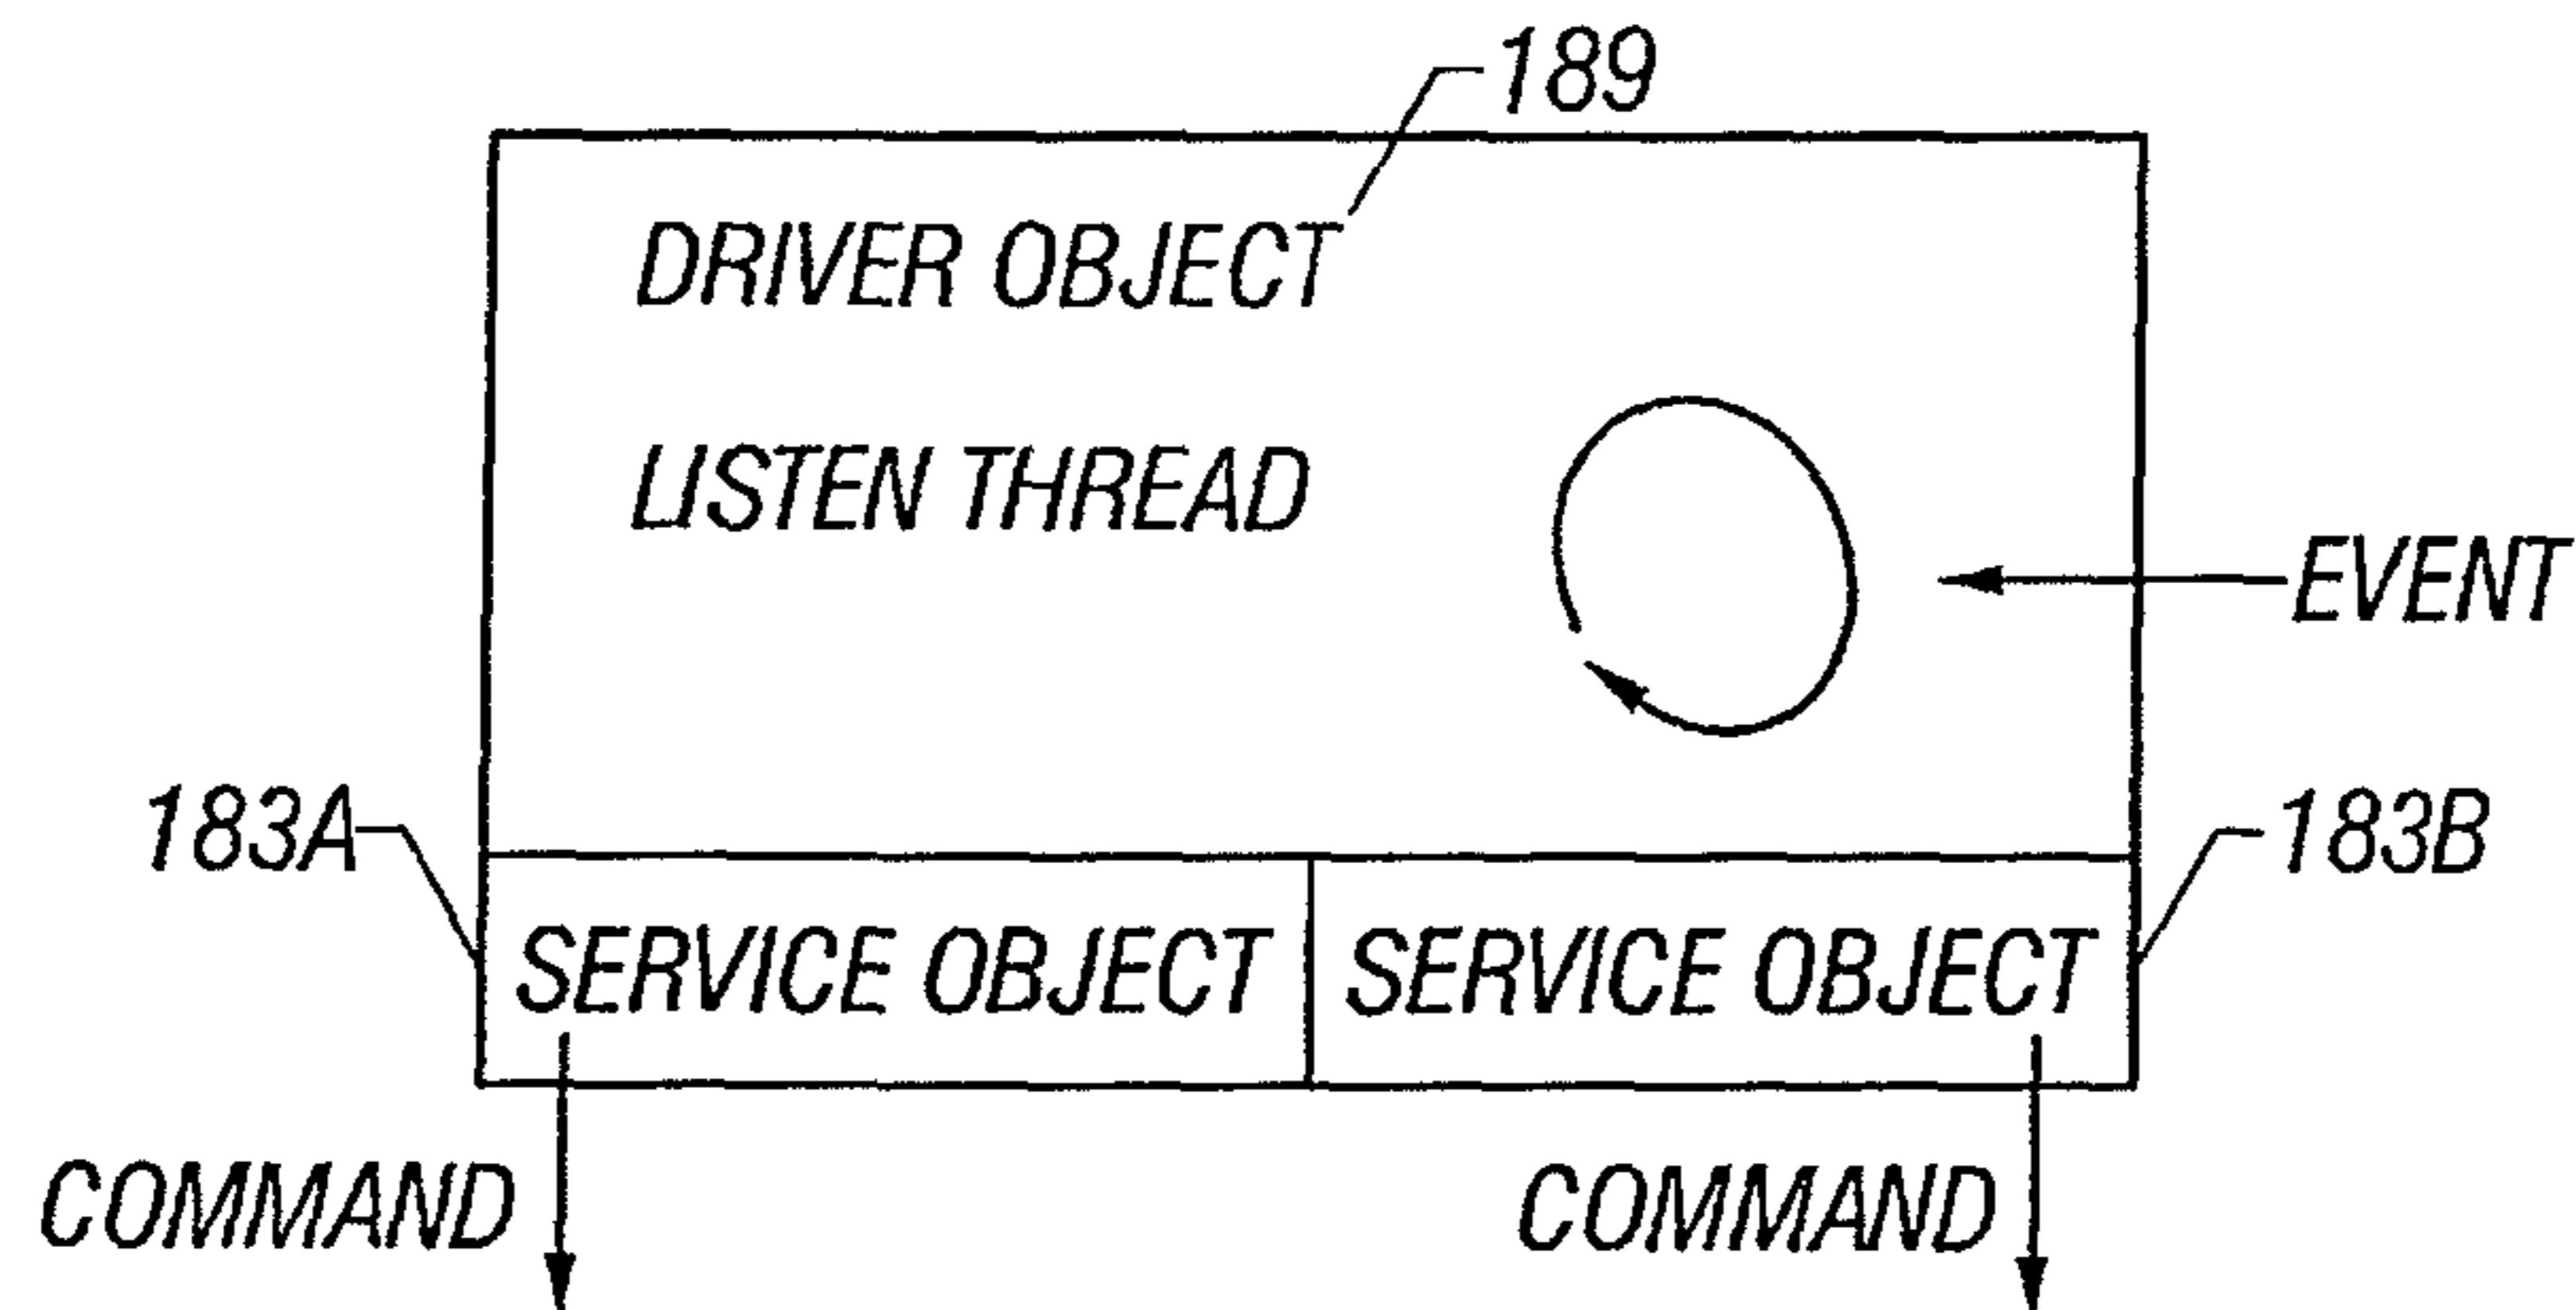 189
DRIVER OBJECT
LISTEN THREAD
EVENT
183A
183B
SERVICE OBJECT
SERVICE OBJECT
COMMAND
COMMAND